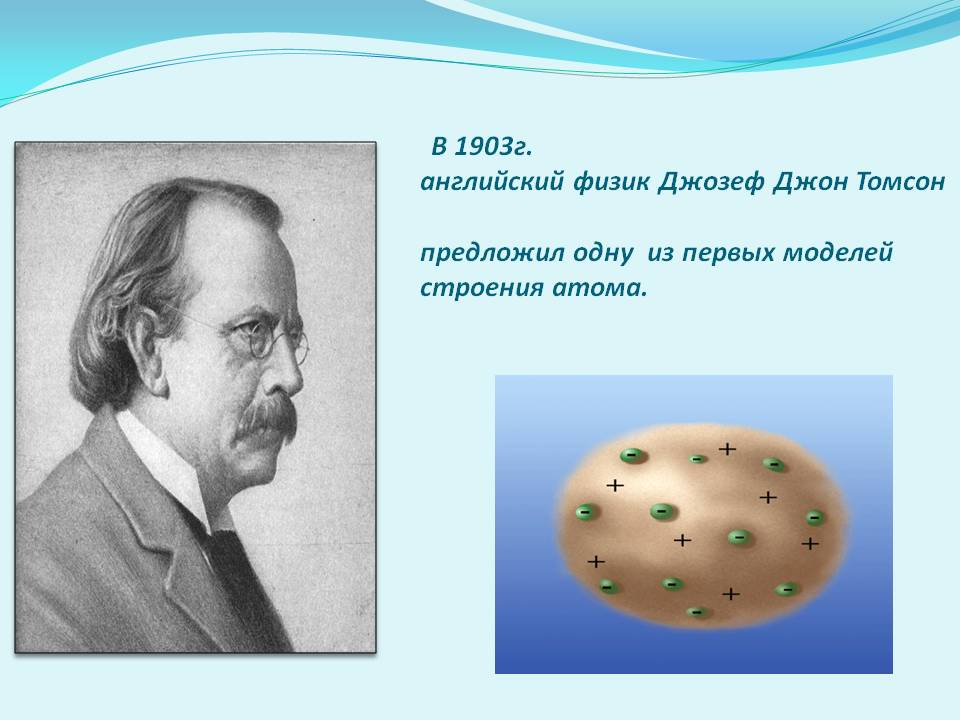 В 1903г.
английский физик Джозеф Джон Томсон
предложил одну из первых моделей
строения атома.
- - + -
+ - +
- - - -
+ +
+
- - -
+
-